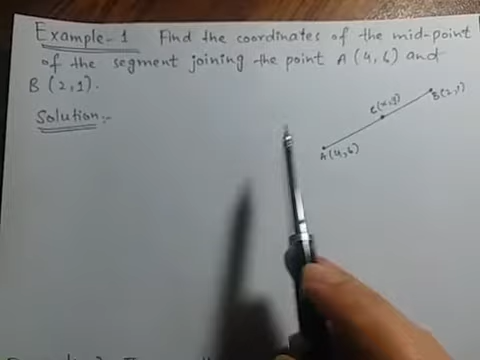 Example-1 Find the coordinates of the mid-point
of the segment joining the point A (4,6) and
B (2,1).
Solution:-
C(x,y)
B(2,1)
A(4,6)